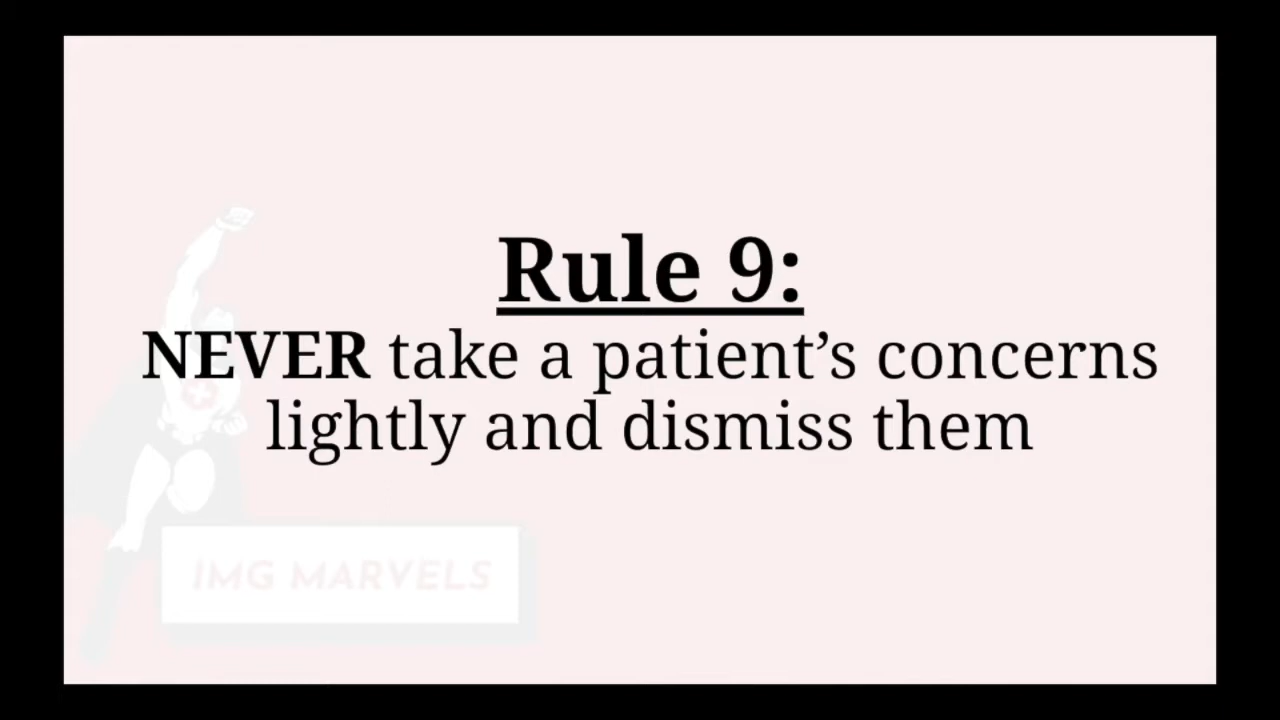 Rule 9:
NEVER take a patient’s concerns
lightly and dismiss them
IMG MARVELS